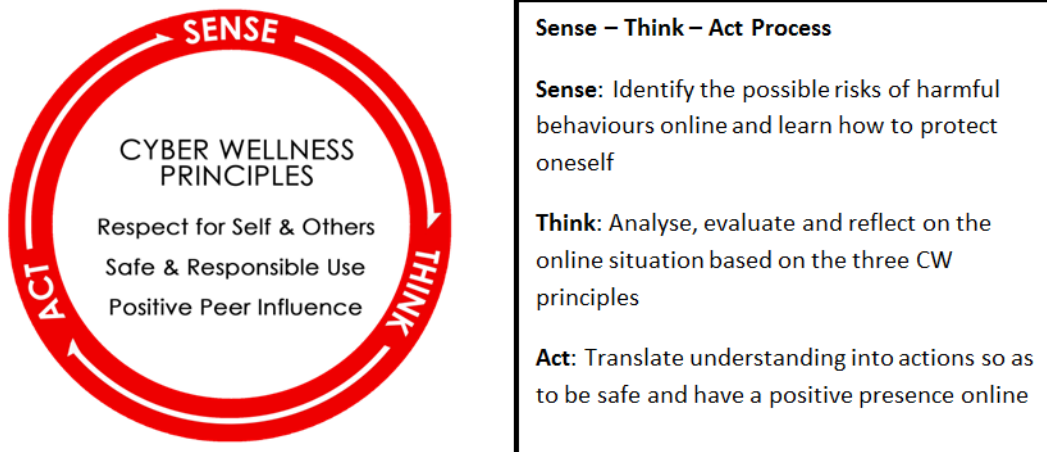 SENSE
CYBER WELLNESS
PRINCIPLES
Respect for Self & Others
Safe & Responsible Use
Positive Peer Influence
THINK
ACT
Sense – Think – Act Process
Sense: Identify the possible risks of harmful
behaviours online and learn how to protect
oneself
Think: Analyse, evaluate and reflect on the
online situation based on the three CW
principles
Act: Translate understanding into actions so as
to be safe and have a positive presence online